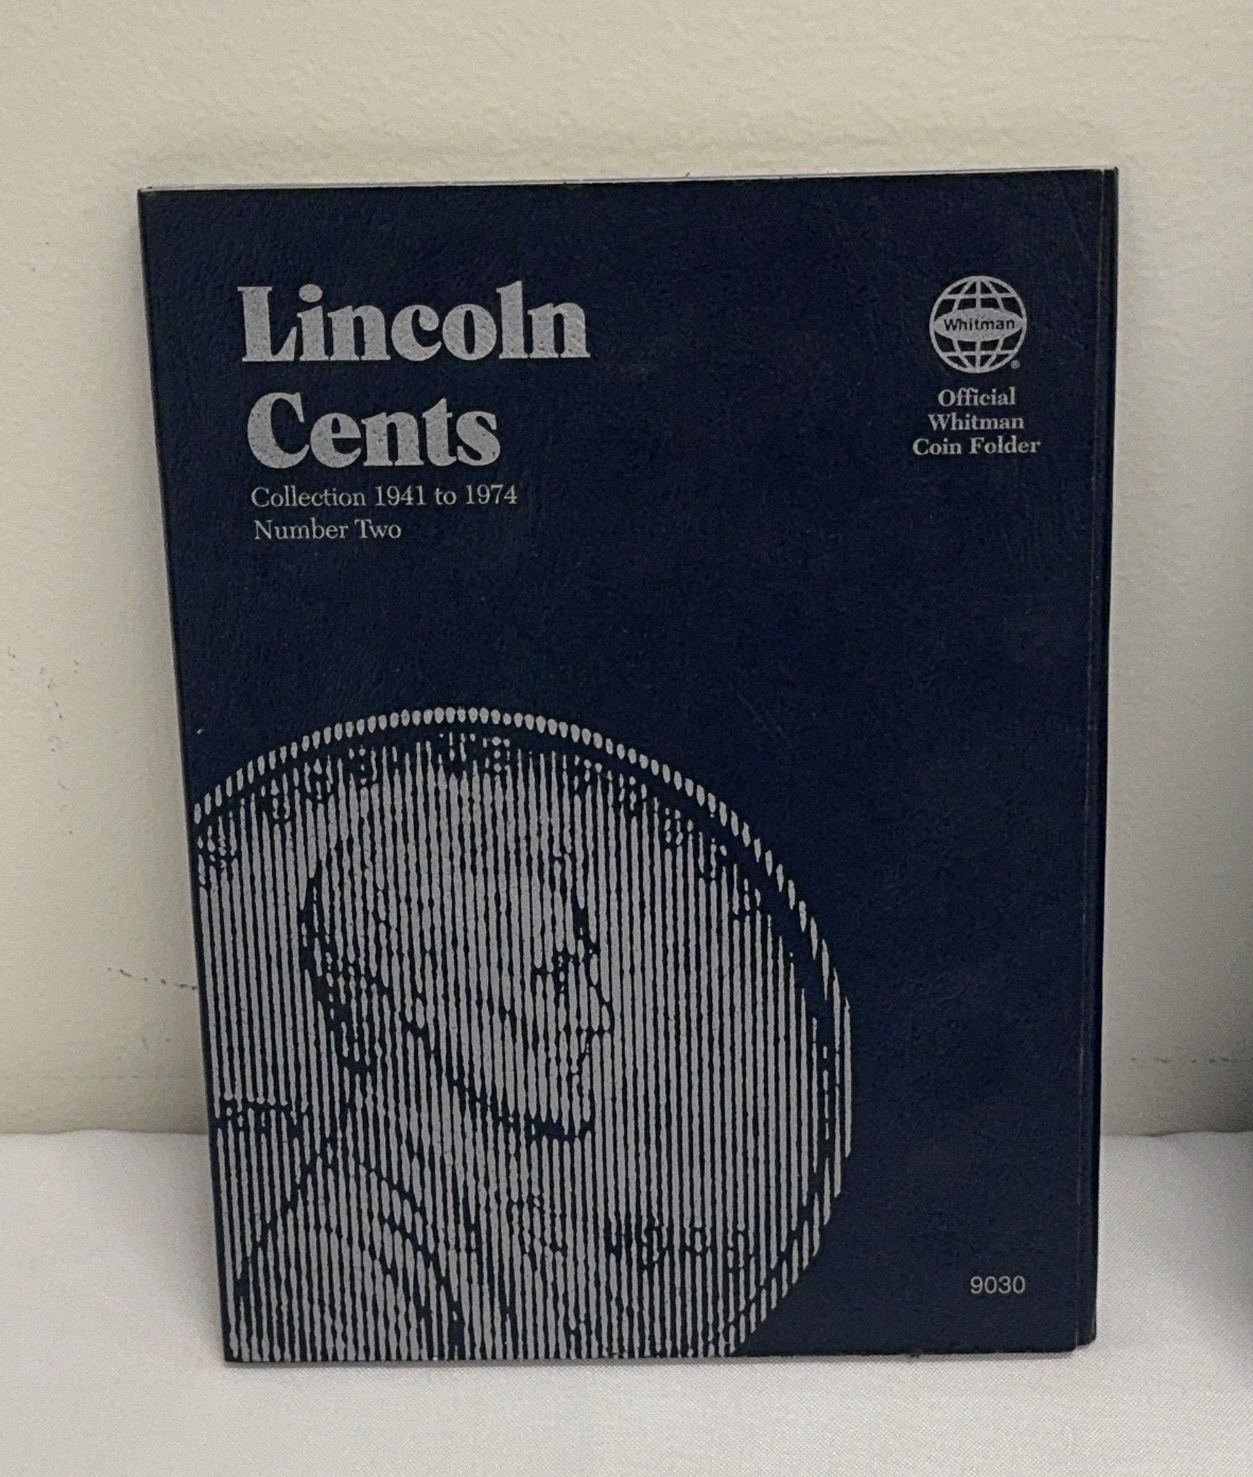 Lincoln
Cents
Collection 1941 to 1974
Number Two
Whitman
®
Official
Whitman
Coin Folder
9030